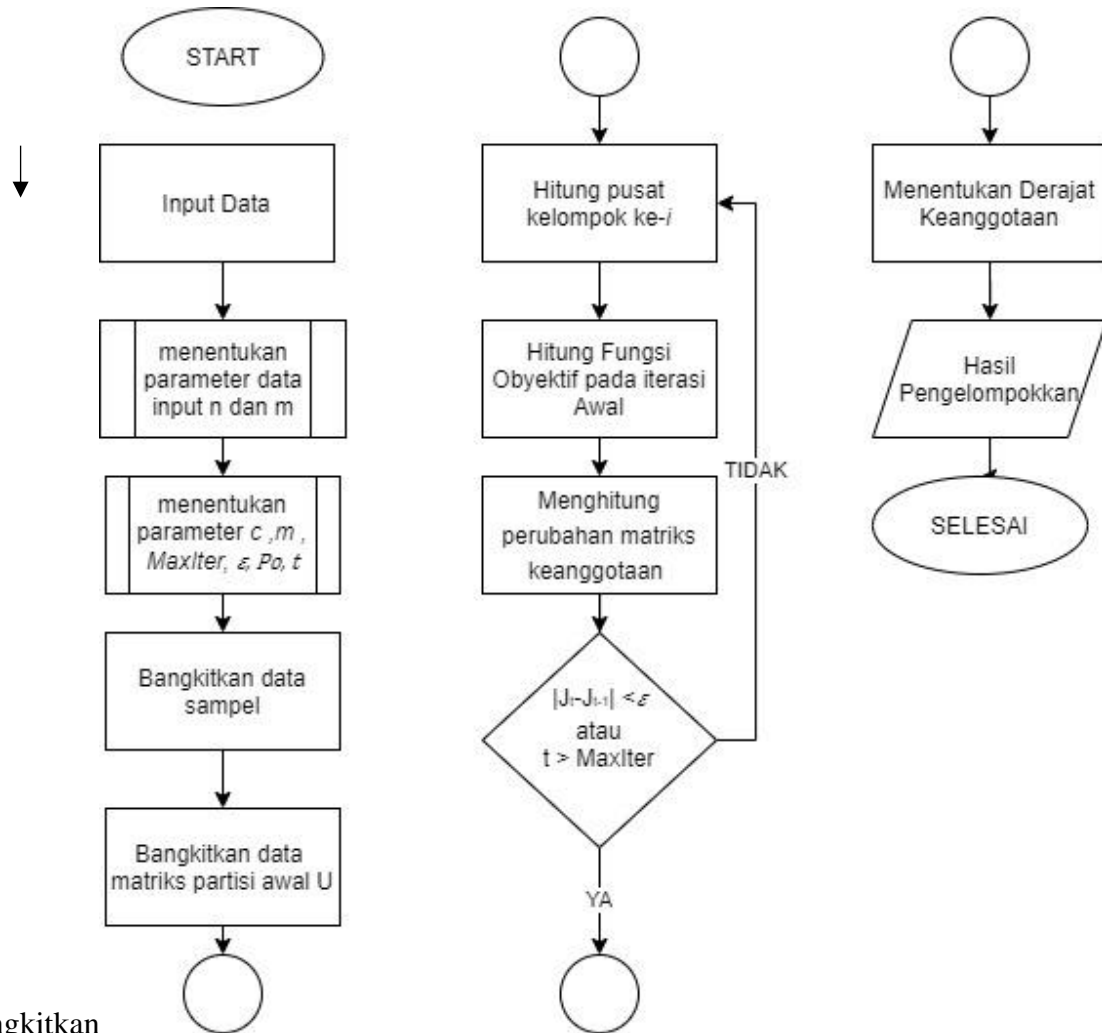 START
Input Data
menentukan
parameter data
input n dan m
menentukan
parameter c ,m ,
MaxIter, ε, Po, t
Bangkitkan data
sampel
Bangkitkan data
matriks partisi awal U
Hitung pusat
kelompok ke-i
Hitung Fungsi
Obyektif pada iterasi
Awal
Menghitung
perubahan matriks
keanggotaan
TIDAK
|Jₜ-Jₜ₋₁| < ε
atau
t > MaxIter
YA
Menentukan Derajat
Keanggotaan
Hasil
Pengelompokkan
SELESAI
ngkitkan